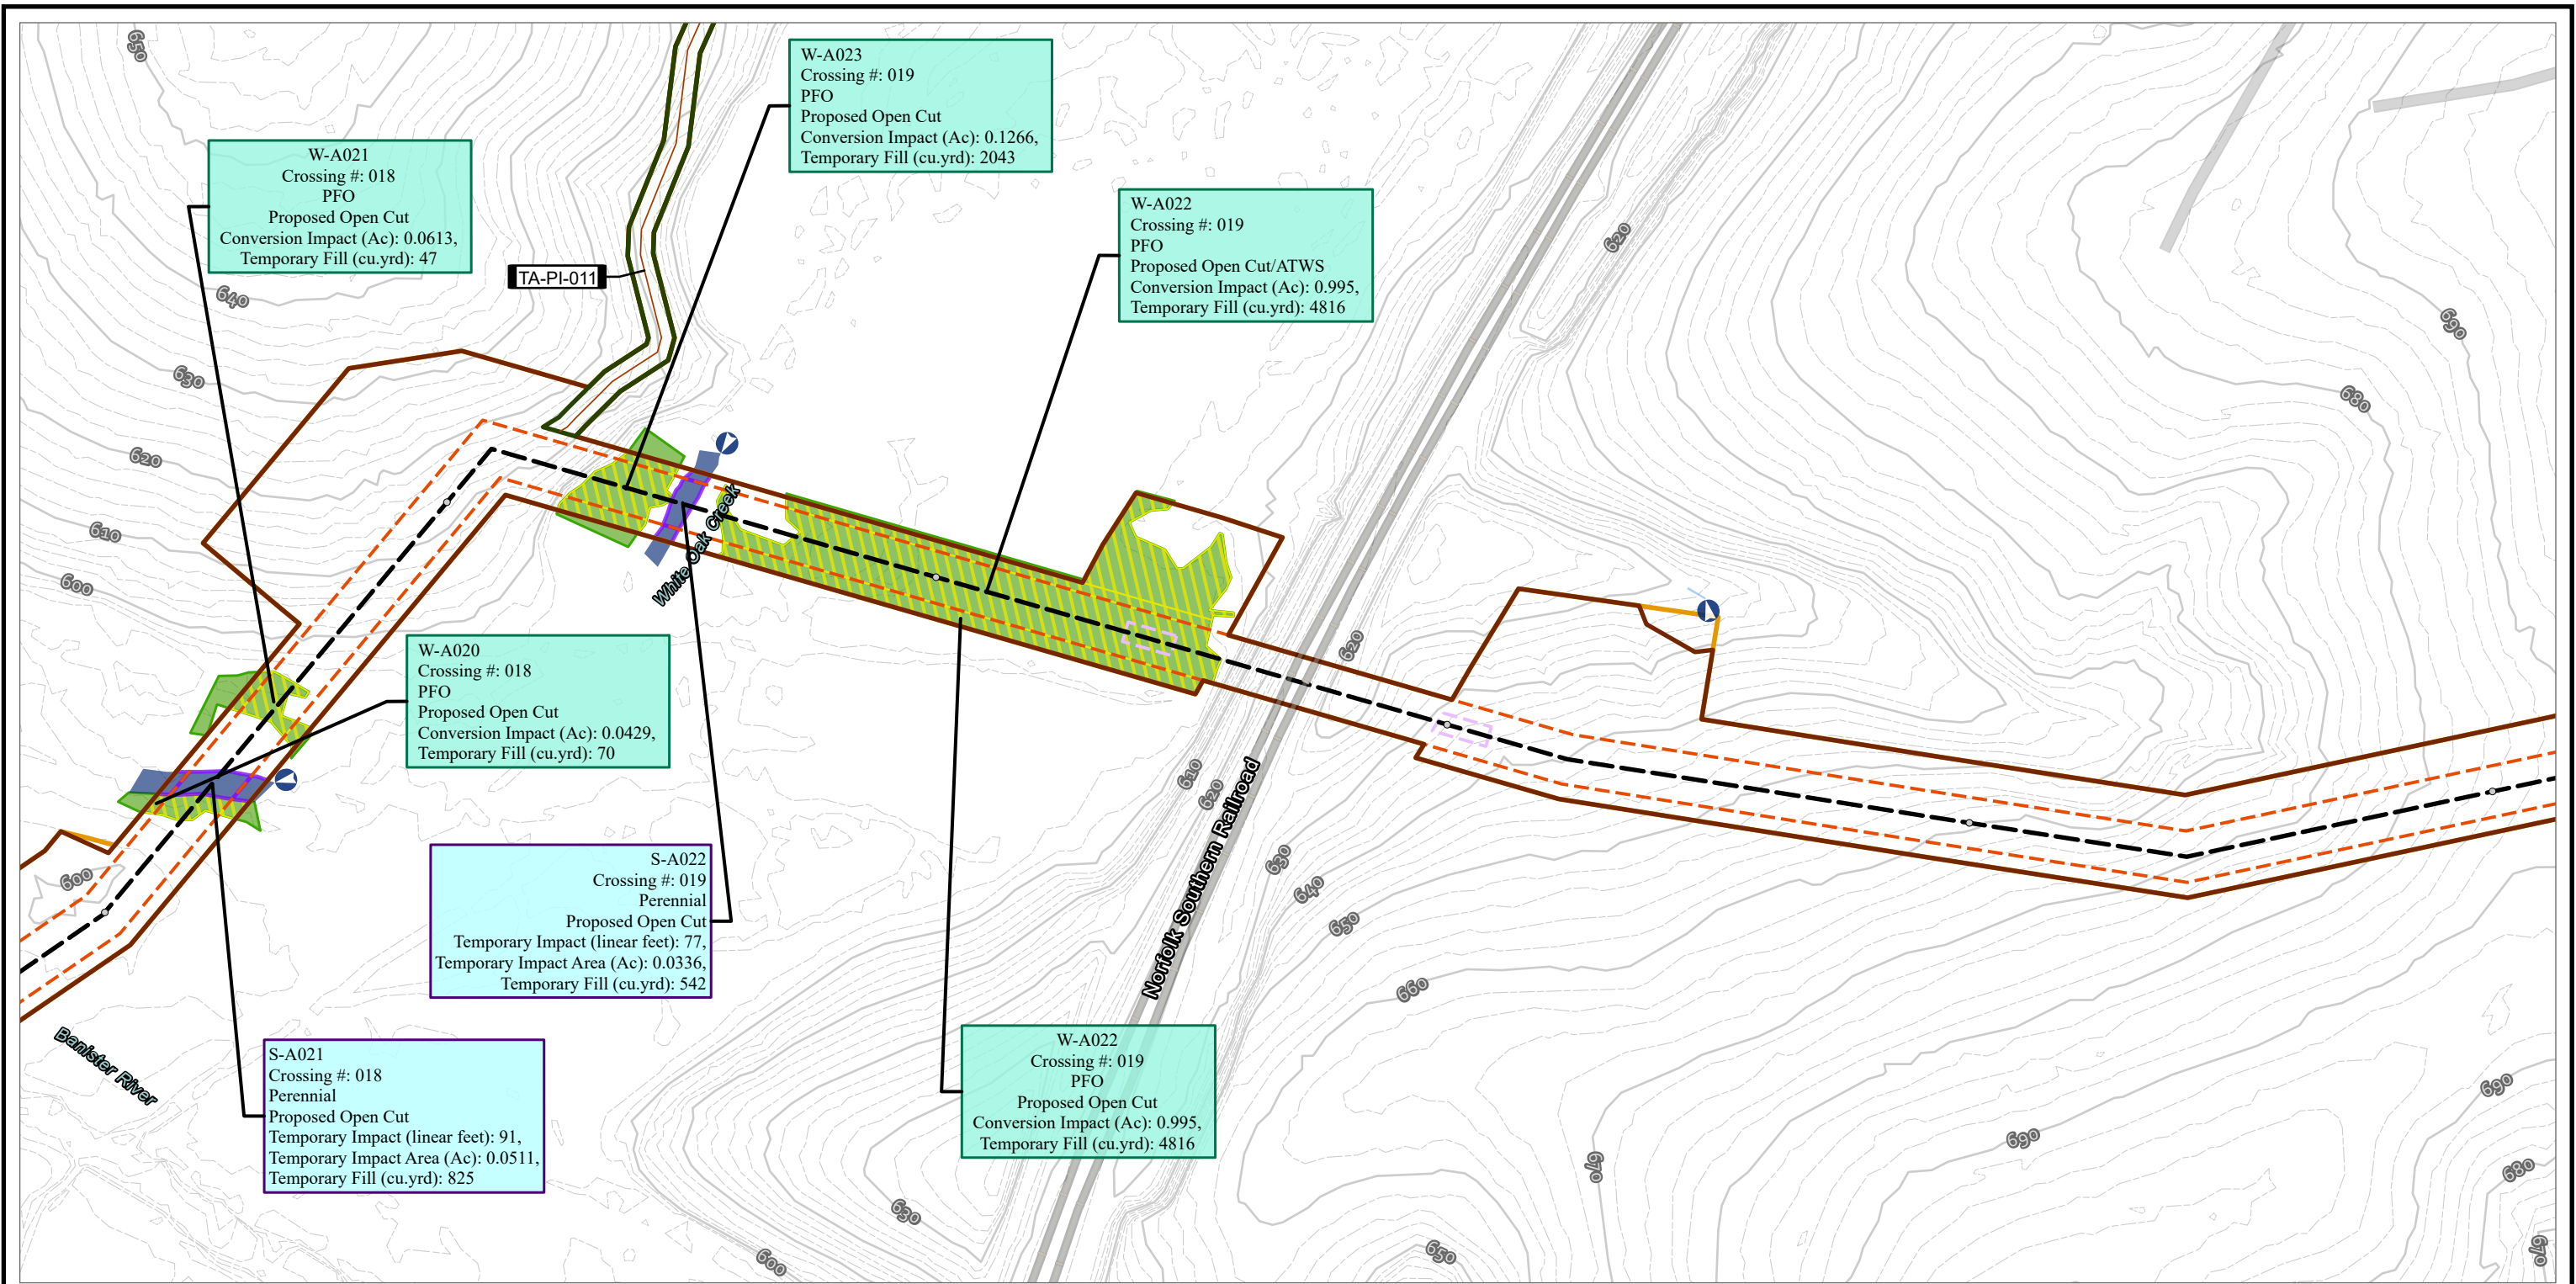 W-A023
Crossing #: 019
PFO
Proposed Open Cut
Conversion Impact (Ac): 0.1266,
Temporary Fill (cu.yrd): 2043
W-A021
Crossing #: 018
PFO
Proposed Open Cut
Conversion Impact (Ac): 0.0613,
Temporary Fill (cu.yrd): 47
W-A022
Crossing #: 019
PFO
Proposed Open Cut/ATWS
Conversion Impact (Ac): 0.995,
Temporary Fill (cu.yrd): 4816
TA-PI-011
650
640
630
620
610
600
620
690
680
White Oak Creek
W-A020
Crossing #: 018
PFO
Proposed Open Cut
Conversion Impact (Ac): 0.0429,
Temporary Fill (cu.yrd): 70
620
610
620
630
640
650
660
Norfolk Southern Railroad
600
S-A022
Crossing #: 019
Perennial
Proposed Open Cut
Temporary Impact (linear feet): 77,
Temporary Impact Area (Ac): 0.0336,
Temporary Fill (cu.yrd): 542
Banister River
S-A021
Crossing #: 018
Perennial
Proposed Open Cut
Temporary Impact (linear feet): 91,
Temporary Impact Area (Ac): 0.0511,
Temporary Fill (cu.yrd): 825
W-A022
Crossing #: 019
PFO
Proposed Open Cut
Conversion Impact (Ac): 0.995,
Temporary Fill (cu.yrd): 4816
690
690
670
680
630
600
650
670